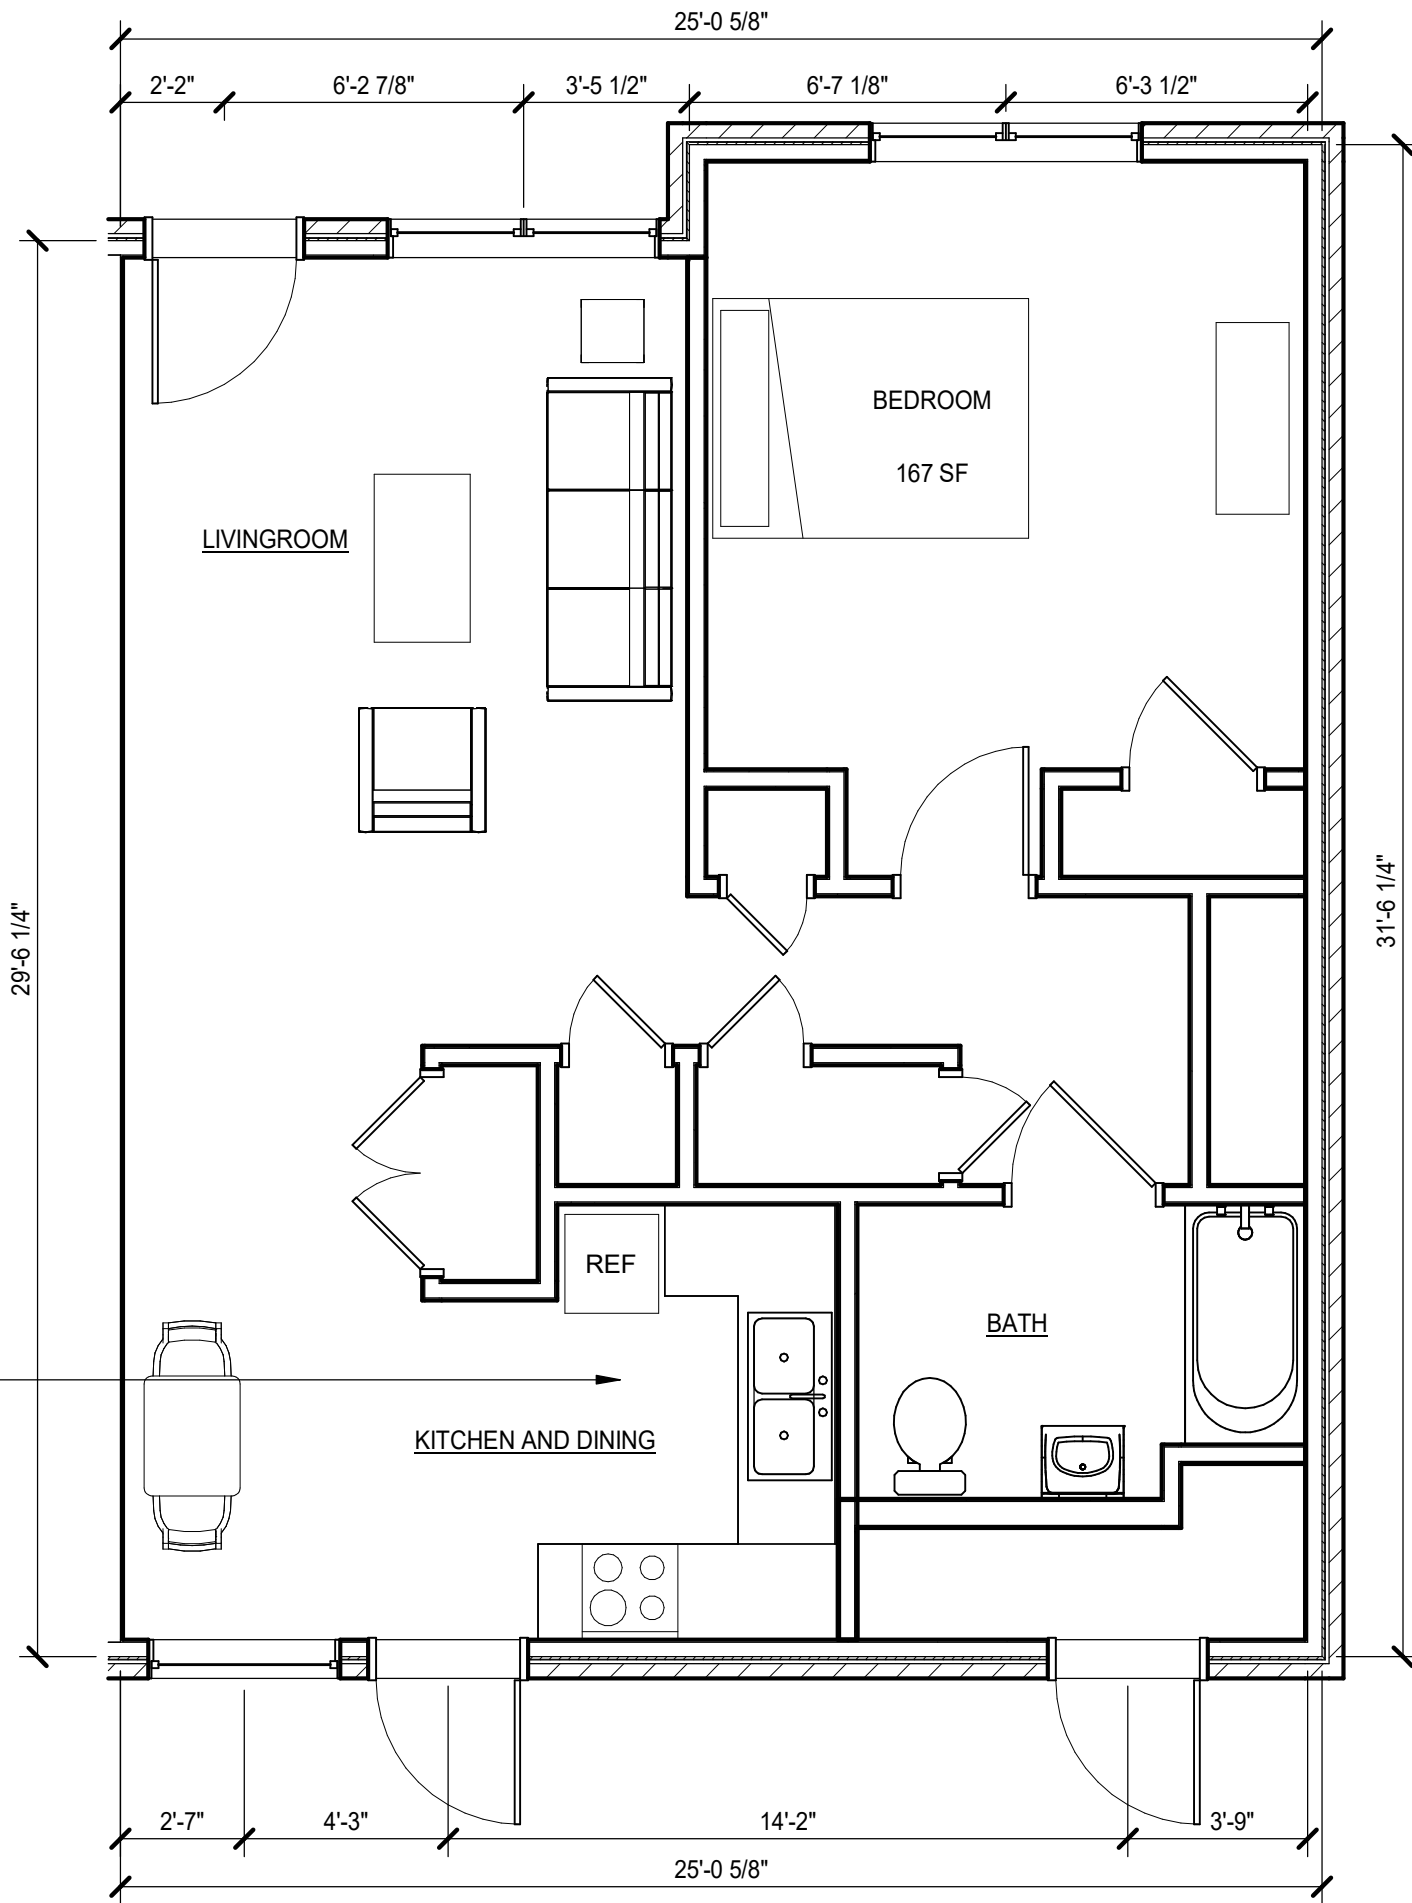 25'-0 5/8"
2'-2" 6'-2 7/8" 3'-5 1/2" 6'-7 1/8" 6'-3 1/2"
BEDROOM
167 SF
LIVINGROOM
29'-6 1/4"
31'-6 1/4"
REF
BATH
KITCHEN AND DINING
2'-7" 4'-3" 14'-2" 3'-9"
25'-0 5/8"